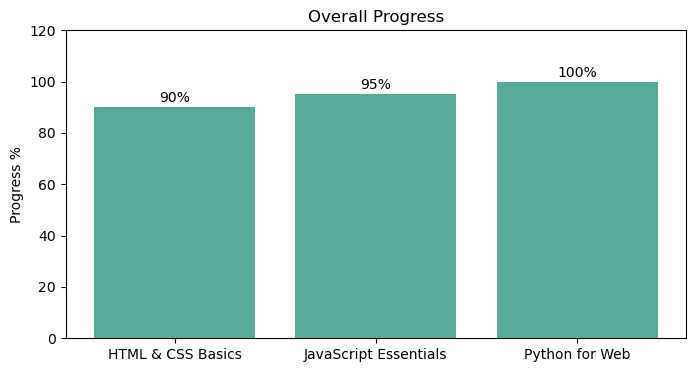 Overall Progress
120
100
80
60
40
20
0
Progress %
90%
95%
100%
HTML & CSS Basics
JavaScript Essentials
Python for Web